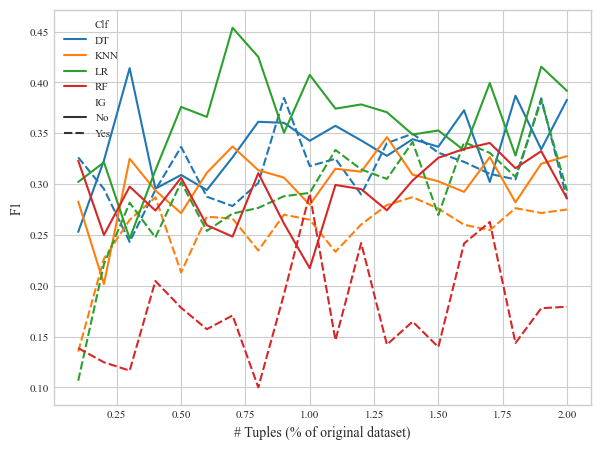 Clf
DT
KNN
LR
RF
IG
No
Yes
0.45
0.40
0.35
0.30
0.25
0.20
0.15
0.10
F1
0.25 0.50 0.75 1.00 1.25 1.50 1.75 2.00
# Tuples (% of original dataset)